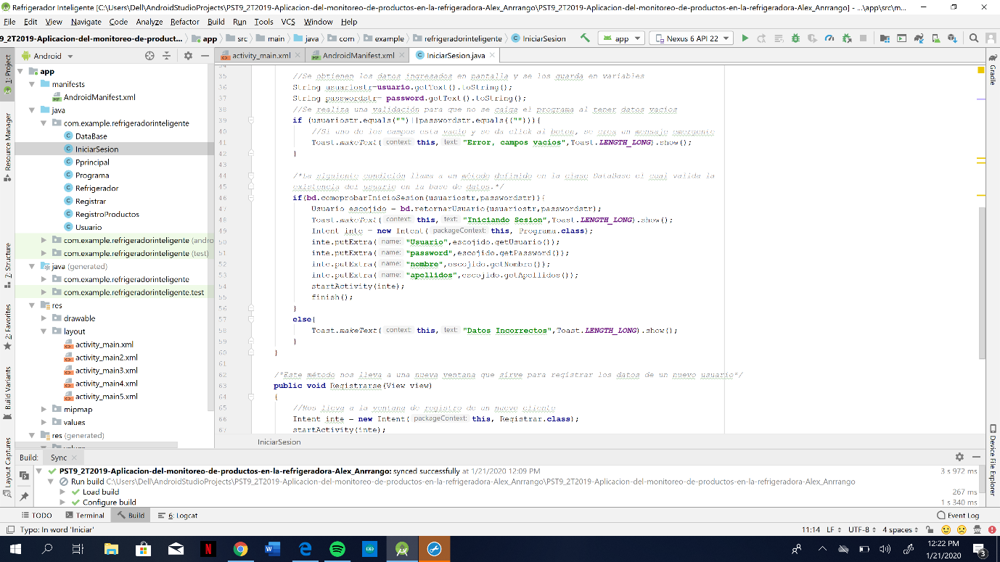 Refrigerador Inteligente [C:\Users\Dell\AndroidStudioProjects\PST9_2T2019-Aplicacion-del-monitoreo-de-productos-en-la-refrigeradora-Alex_Anrrango\PST9_2T2019-Aplicacion-del-monitoreo-de-productos-en-la-refrigeradora-Alex_Anrrango] - ...\app\src\m...
File Edit View Navigate Code Analyze Refactor Build Run Tools VCS Window Help
9_2T2019-Aplicacion-del-monitoreo-de-product... app src main java com example refrigeradorinteligente IniciarSesion app Nexus 6 API 22
Android
activity_main.xml AndroidManifest.xml IniciarSesion.java
1: Project
Resource Manager
Z: Structure
2: Favorites
Build Variants
Layout Captures
app
manifests
AndroidManifest.xml
java
com.example.refrigeradorinteligente
DataBase
IniciarSesion
Pprincipal
Programa
Refrigerador
Registrar
RegistroProductos
Usuario
com.example.refrigeradorinteligente (andro
com.example.refrigeradorinteligente (test)
java (generated)
com.example.refrigeradorinteligente
com.example.refrigeradorinteligente.test
res
drawable
layout
activity_main.xml
activity_main2.xml
activity_main3.xml
activity_main4.xml
activity_main5.xml
mipmap
values
res (generated)
34
35 //Se obtienen los datos ingresados en pantalla y se los guarda en variables
36 String usuariostr=usuario.getText().toString();
37 String passwordstr= password.getText().toString();
38 //Se realiza una validación para que no se caiga el programa al tener datos vacios
39 if (usuariostr.equals("")||passwordstr.equals((""))){
40 //Si uno de los campos esta vacio y se da click al boton, se crea un mensaje emergente
41 Toast.makeText( context: this, text: "Error, campos vacíos",Toast.LENGTH_LONG).show();
42 }
43
44 /*La siguiente condición llama a un método definido en la clase DataBase el cual valida la
45 existencia del usuario en la base de datos.*/
46 if(bd.comoprobarInicioSesion(usuariostr,passwordstr)){
47 Usuario escojido = bd.retornarUsuario(usuariostr,passwordstr);
48 Toast.makeText( context: this, text: "Iniciando Sesion",Toast.LENGTH_LONG).show();
49 Intent inte = new Intent( packageContext: this, Programa.class);
50 inte.putExtra( name: "Usuario",escojido.getUsuario());
51 inte.putExtra( name: "password",escojido.getPassword());
52 inte.putExtra( name: "nombre",escojido.getNombre());
53 inte.putExtra( name: "apellidos",escojido.getApellidos());
54 startActivity(inte);
55 finish();
56 }
57 else{
58 Toast.makeText( context: this, text: "Datos Incorrectos",Toast.LENGTH_LONG).show();
59 }
60 }
61
62 /*Este método nos lleva a una nueva ventana que sirve para registrar los datos de un nuevo usuario*/
63 public void Registrarse(View view)
64 {
65 //Nos lleva a la ventana de registro de un nuevo cliente
66 Intent inte = new Intent( packageContext: this, Registrar.class);
67 startActivity(inte);
IniciarSesion
Gradle
Device File Explorer
Build: Sync
PST9_2T2019-Aplicacion-del-monitoreo-de-productos-en-la-refrigeradora-Alex_Anrrango: synced successfully at 1/21/2020 12:09 PM 3 s 972 ms
Run build C:\Users\Dell\AndroidStudioProjects\PST9_2T2019-Aplicacion-del-monitoreo-de-productos-en-la-refrigeradora-Alex_Anrrango\PST9_2T2019-Aplicacion-del-monitoreo-de-productos-en-la-refrigeradora-Alex_Anrrango
Load build 267 ms
Configure build 1 s 340 ms
TODO Terminal Build 6: Logcat Event Log
Typo: In word 'Iniciar' 11:14 LF UTF-8 4 spaces
12:22 PM
1/21/2020
3